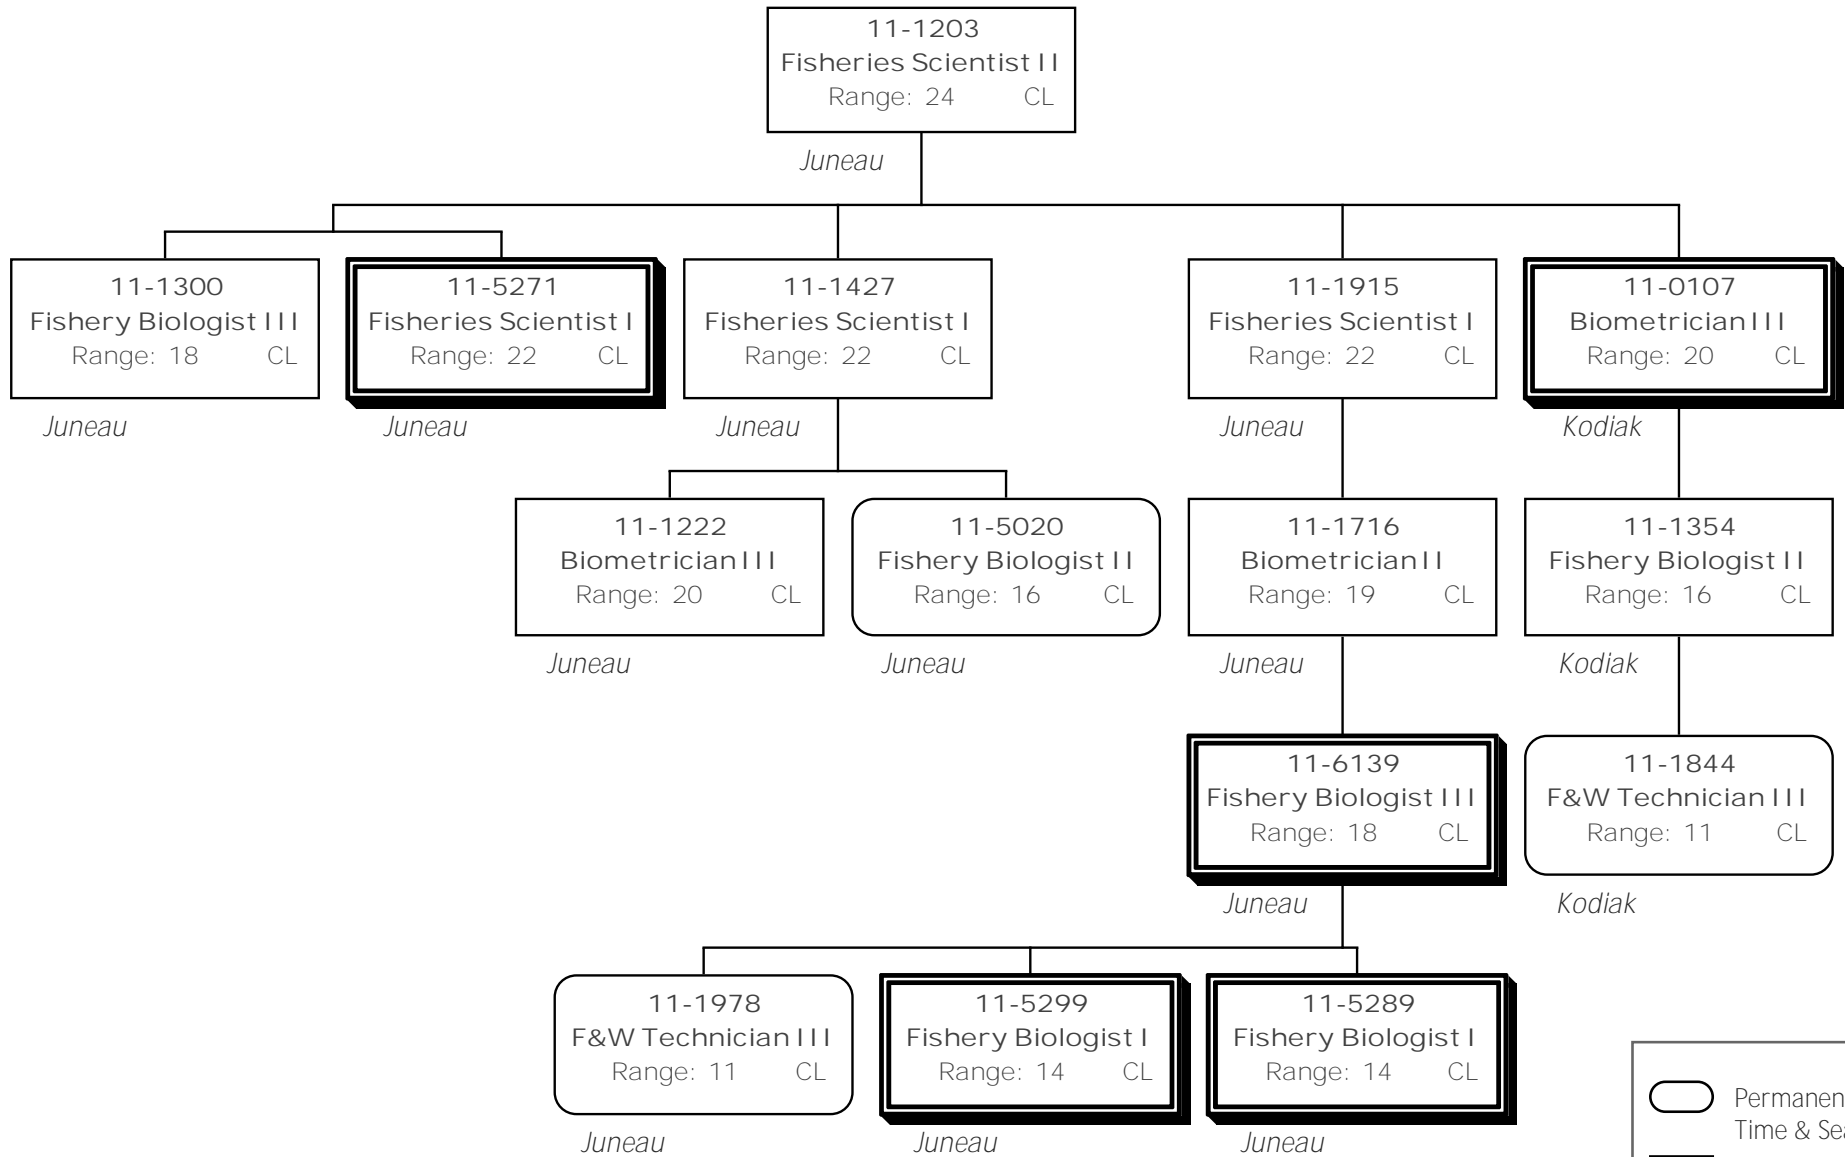 11-1203
Fisheries Scientist II
Range: 24 CL
Juneau
11-1300
Fishery Biologist III
Range: 18 CL
Juneau
11-5271
Fisheries Scientist I
Range: 22 CL
Juneau
11-1427
Fisheries Scientist I
Range: 22 CL
Juneau
11-1915
Fisheries Scientist I
Range: 22 CL
Juneau
11-0107
Biometrician III
Range: 20 CL
Kodiak
11-1222
Biometrician III
Range: 20 CL
Juneau
11-5020
Fishery Biologist II
Range: 16 CL
Juneau
11-1716
Biometrician II
Range: 19 CL
Juneau
11-1354
Fishery Biologist II
Range: 16 CL
Kodiak
11-6139
Fishery Biologist III
Range: 18 CL
Juneau
11-1844
F&W Technician III
Range: 11 CL
Kodiak
11-1978
F&W Technician III
Range: 11 CL
Juneau
11-5299
Fishery Biologist I
Range: 14 CL
Juneau
11-5289
Fishery Biologist I
Range: 14 CL
Juneau
Permanen
Time & Sea